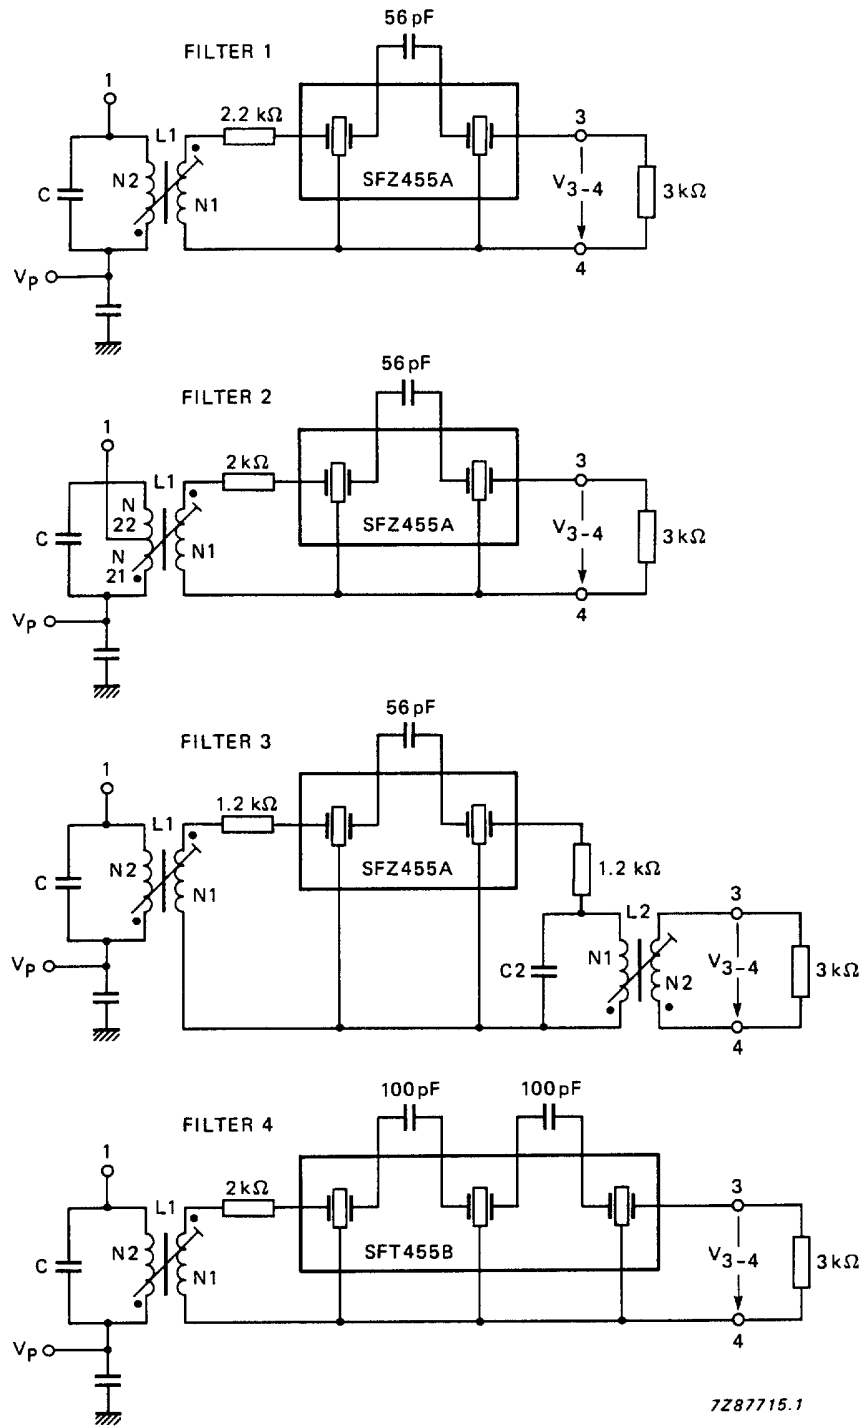 56 pF
FILTER 1
1
L1
2.2 kΩ
3
N2
C
N1
SFZ455A
V3-4
3 kΩ
VP
4
56 pF
FILTER 2
1
L1
2 kΩ
3
N
22
C
N
21
N1
SFZ455A
V3-4
3 kΩ
VP
4
56 pF
FILTER 3
1
L1
1.2 kΩ
N2
C
N1
SFZ455A
1.2 kΩ
L2
3
VP
C2
N1
N2
V3-4
3 kΩ
4
100 pF 100 pF
FILTER 4
1
L1
2 kΩ
3
N2
C
N1
SFT455B
V3-4
3 kΩ
VP
4
7Z87715.1